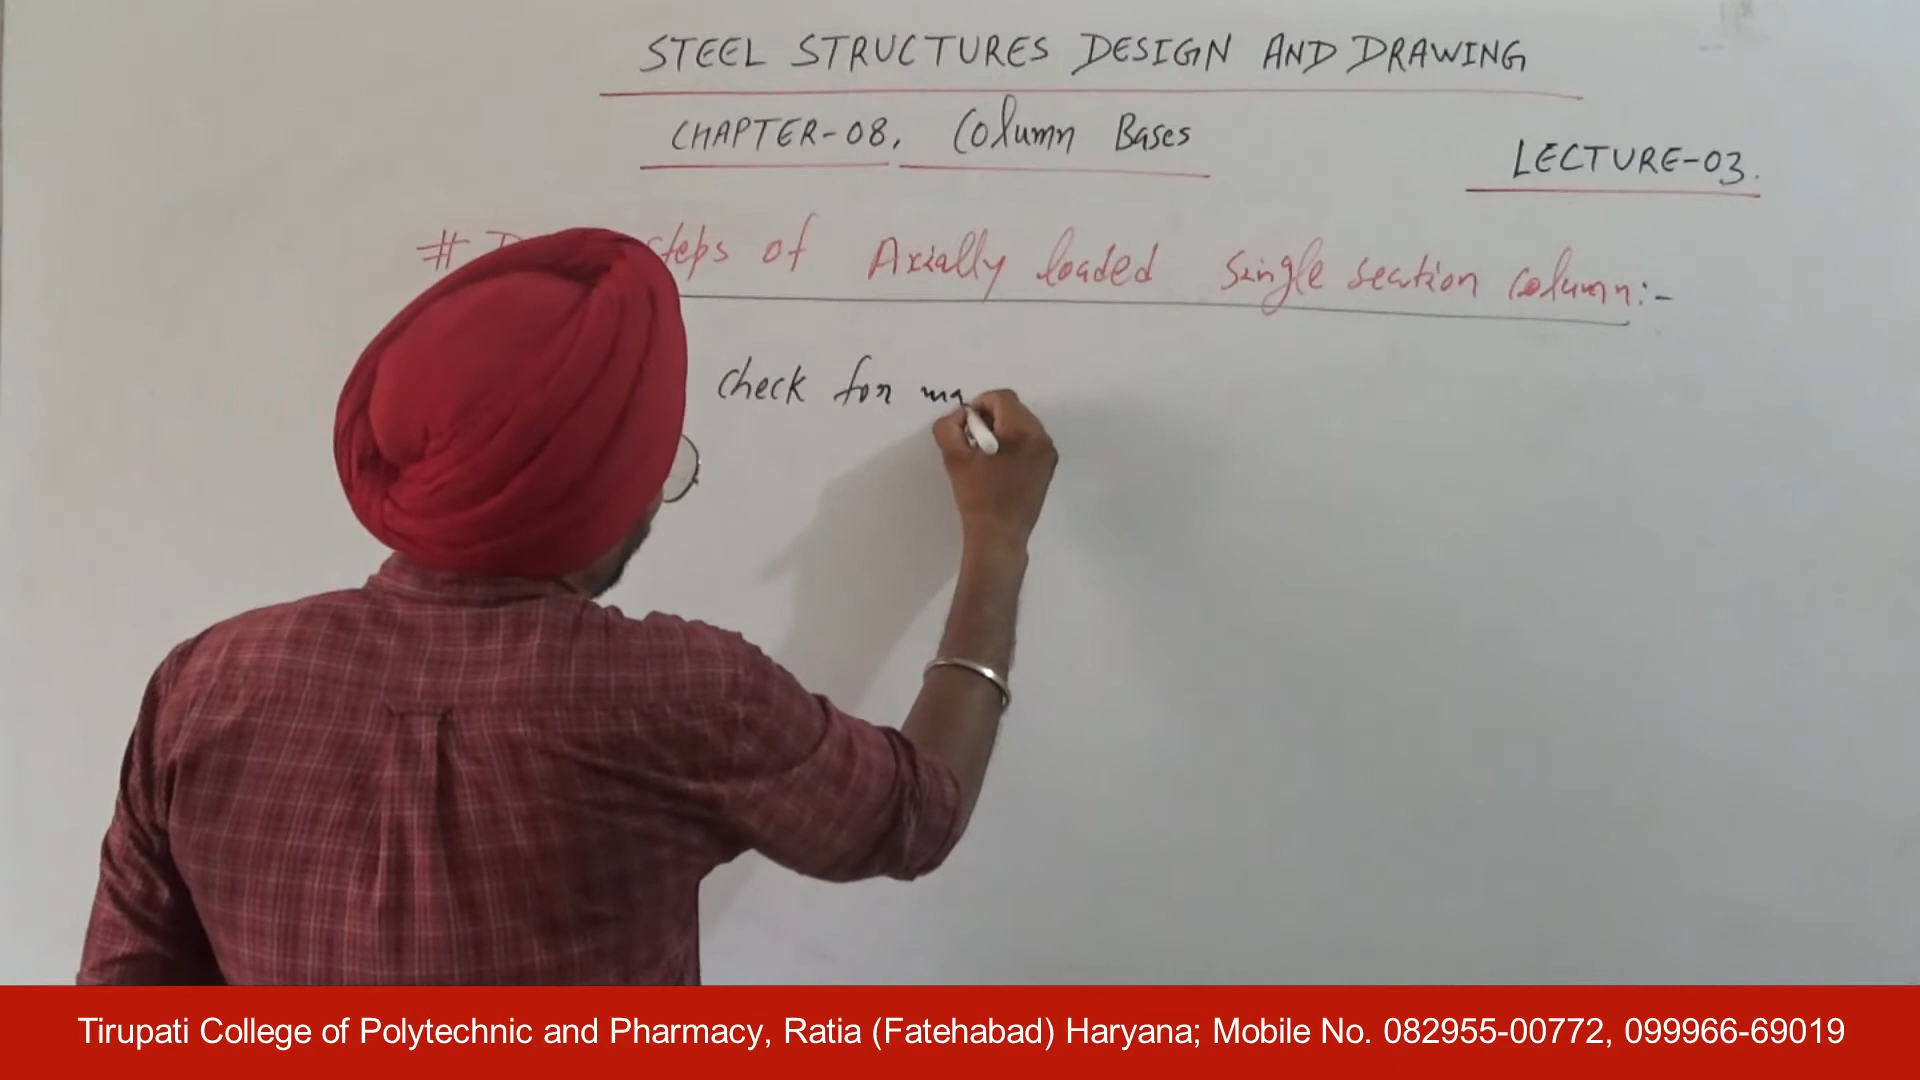 STEEL STRUCTURES DESIGN AND DRAWING
CHAPTER-08, Column Bases
LECTURE-03.
# steps of Axially loaded single section column:-
check for
Tirupati College of Polytechnic and Pharmacy, Ratia (Fatehabad) Haryana; Mobile No. 082955-00772, 099966-69019